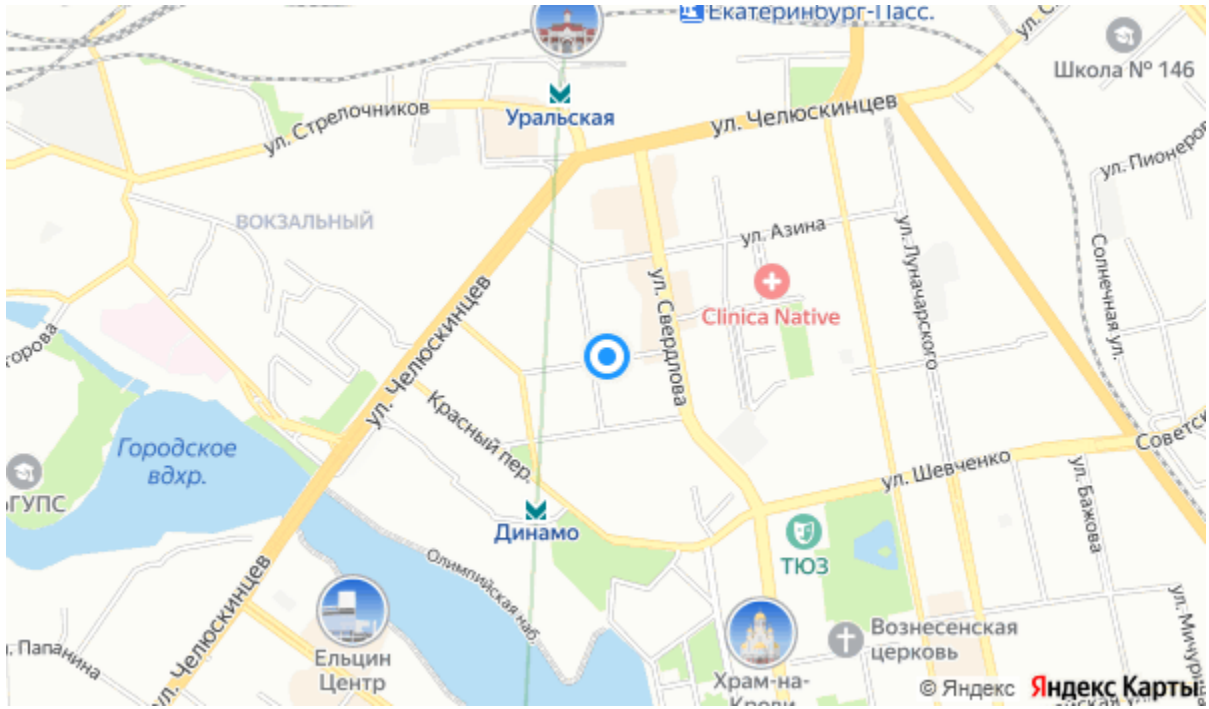 Екатеринбург-Пасс.
Школа № 146
Уральская
ул. Стрелочников
ул. Челюскинцев
ул. Пионеров
ВОКЗАЛЬНЫЙ
ул. Азина
ул. Луначарского
Солнечная ул.
ул. Свердлова
Clinica Native
ул. Челюскинцев
Красный пер.
Городское
вдхр.
ул. Шевченко
Советск
ул. Бажова
ГУПС
Динамо
ТЮЗ
Олимпийская наб.
ул. Челюскинцев
Папанина
Ельцин
Центр
Вознесенская
церковь
Храм-на-
Крови
© Яндекс Яндекс Карты